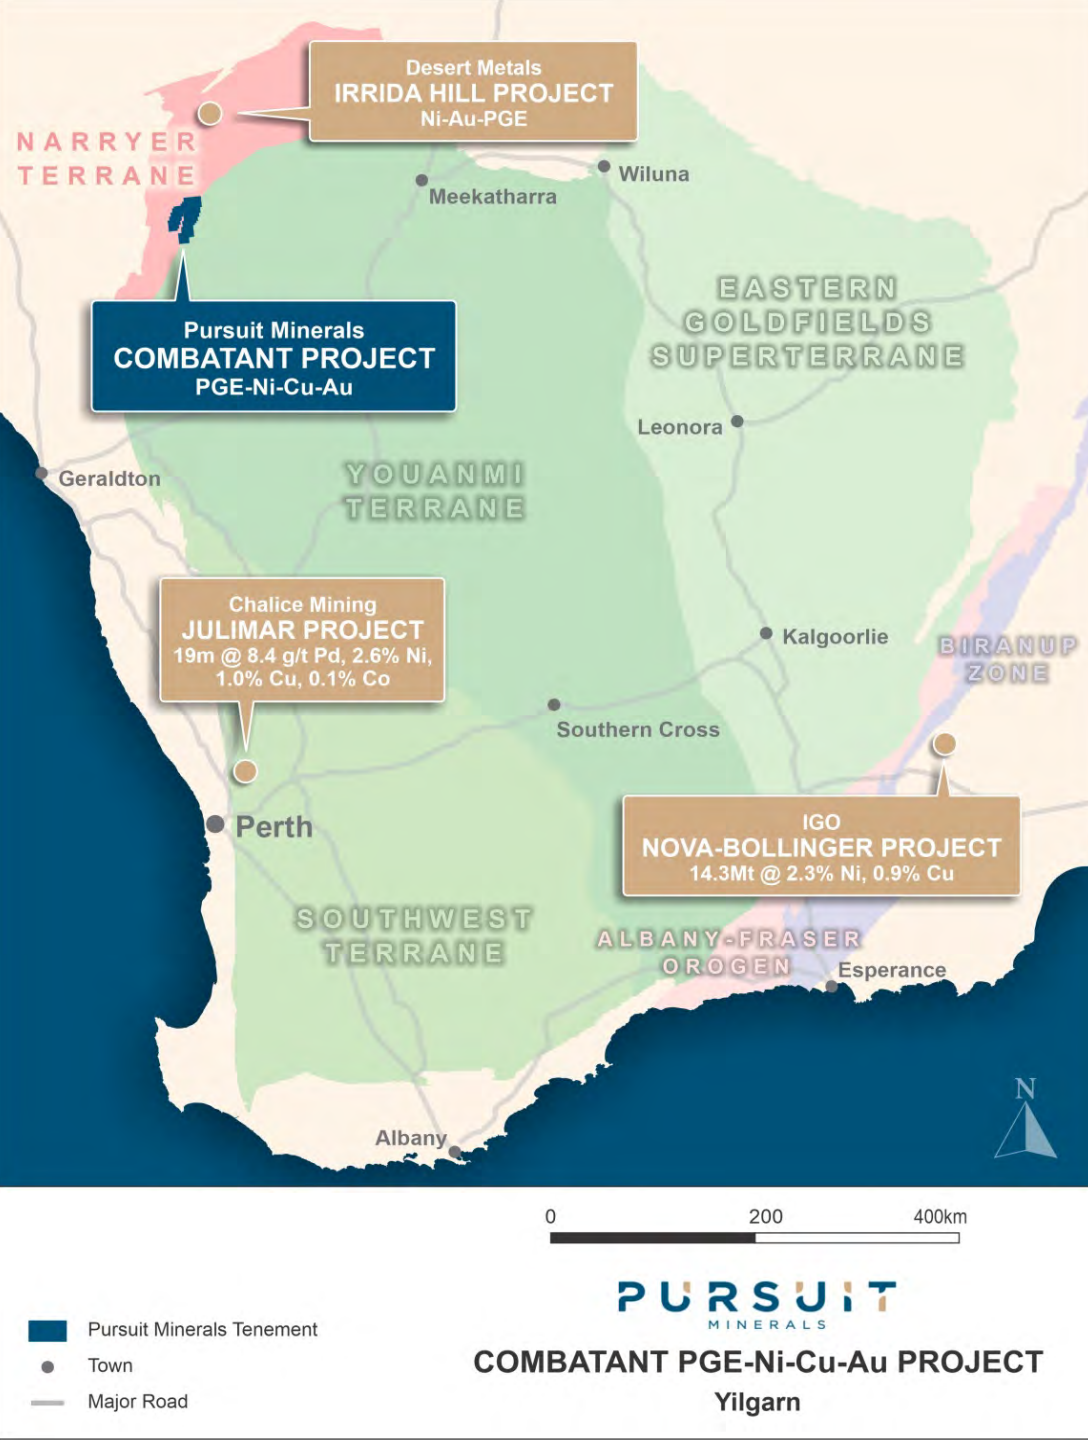 Desert Metals
IRRIDA HILL PROJECT
Ni-Au-PGE
NARRYER
TERRANE
Wiluna
Meekatharra
EASTERN
GOLDFIELDS
SUPERTERRANE
Pursuit Minerals
COMBATANT PROJECT
PGE-Ni-Cu-Au
Leonora
Geraldton
YOUANMI
TERRANE
Chalice Mining
JULIMAR PROJECT
19m @ 8.4 g/t Pd, 2.6% Ni,
1.0% Cu, 0.1% Co
Kalgoorlie
BIRANUP
ZONE
Southern Cross
Perth
IGO
NOVA-BOLLINGER PROJECT
14.3Mt @ 2.3% Ni, 0.9% Cu
SOUTHWEST
TERRANE
ALBANY-FRASER
OROGEN
Esperance
Albany
N
0 200 400km
PURSUIT
MINERALS
Pursuit Minerals Tenement
Town
Major Road
COMBATANT PGE-Ni-Cu-Au PROJECT
Yilgarn